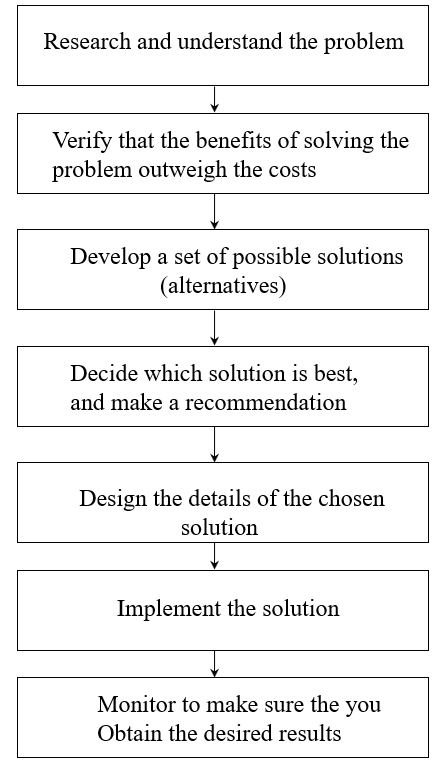 Research and understand the problem
Verify that the benefits of solving the
problem outweigh the costs
Develop a set of possible solutions
(alternatives)
Decide which solution is best,
and make a recommendation
Design the details of the chosen
solution
Implement the solution
Monitor to make sure the you
Obtain the desired results